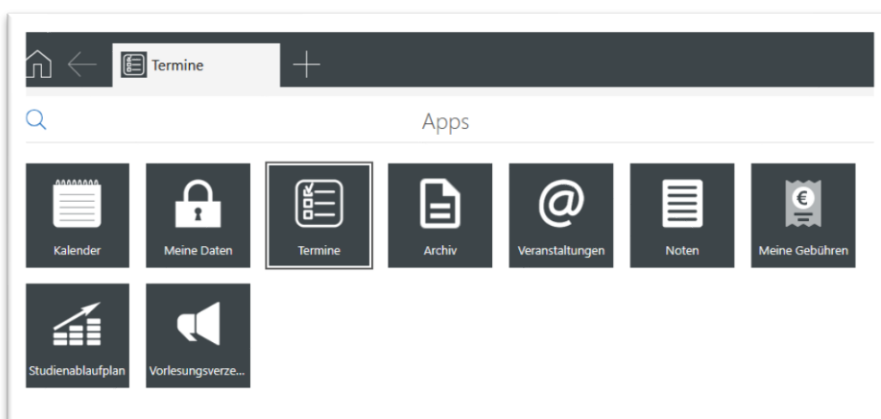 Termine
Apps
Kalender
Meine Daten
Termine
Archiv
Veranstaltungen
Noten
Meine Gebühren
Studienablaufplan
Vorlesungsverze...